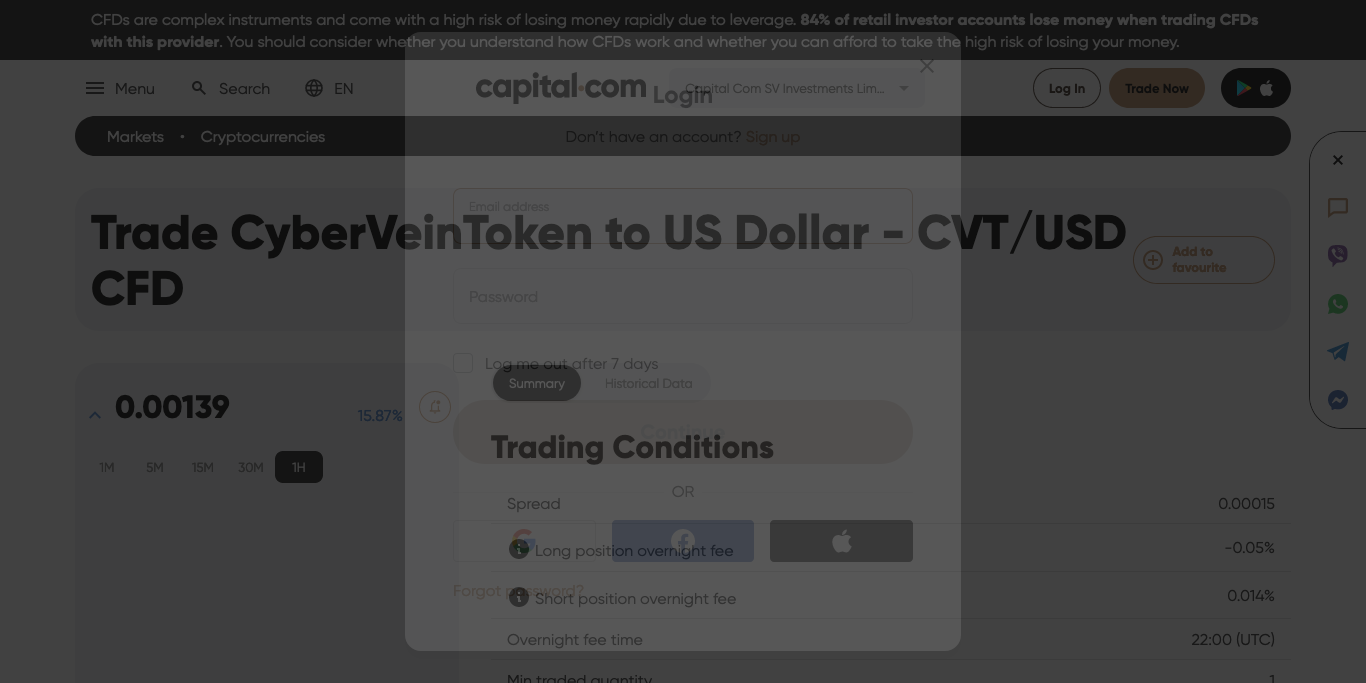 CFDs are complex instruments and come with a high risk of losing money rapidly due to leverage. 84% of retail investor accounts lose money when trading CFDs
with this provider. You should consider whether you understand how CFDs work and whether you can afford to take the high risk of losing your money.
Menu
Search
EN
capital.com
Capital Com SV Investments Lim...
Log In
Trade Now
Login
Markets
Cryptocurrencies
Don't have an account? Sign up
Email address
Trade CyberVeinToken to US Dollar - CVT/USD
CFD
Add to
favourite
Password
Log me out after 7 days
Summary
Historical Data
0.00139
15.87%
1M
5M
15M
30M
1H
Continue
Trading Conditions
OR
Spread
0.00015
Long position overnight fee
-0.05%
Forgot password?
Short position overnight fee
0.014%
Overnight fee time
22:00 (UTC)
Min traded quantity
1